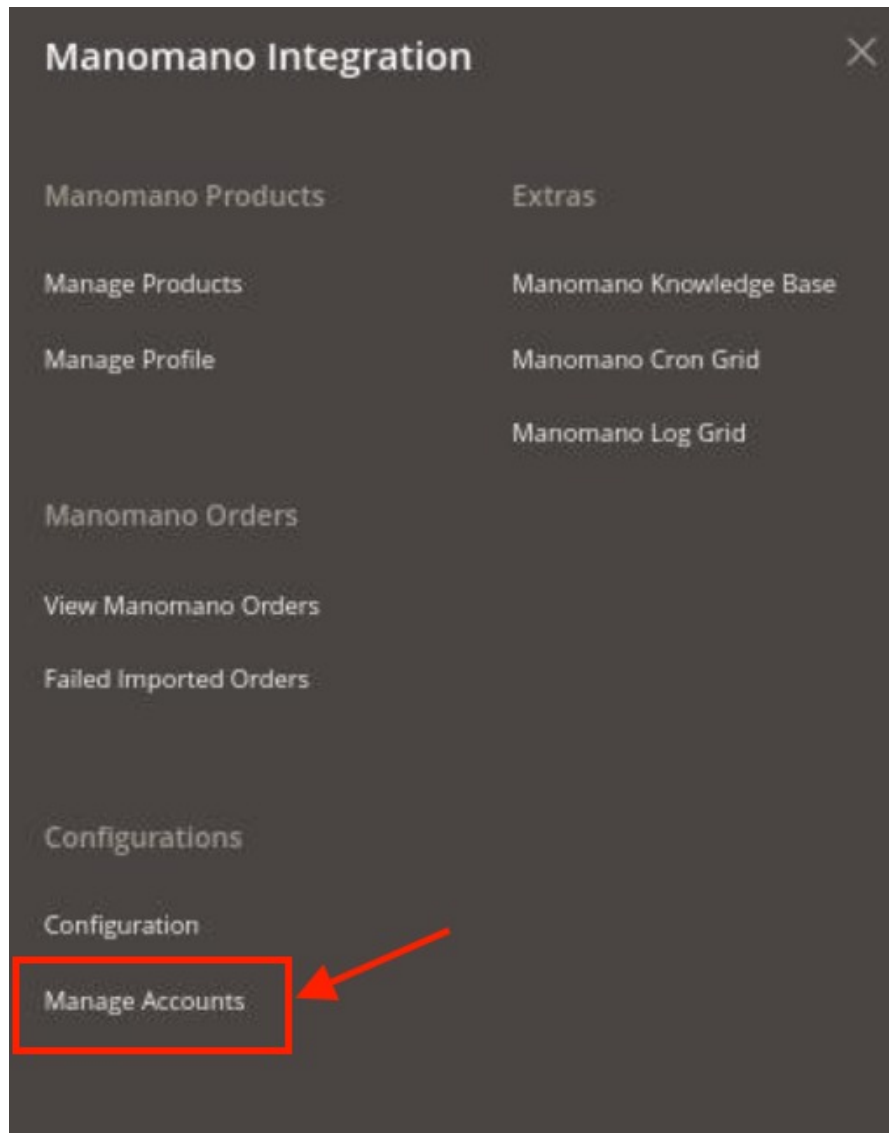 Manomano Integration
Manomano Products
Manage Products
Manage Profile
Extras
Manomano Knowledge Base
Manomano Cron Grid
Manomano Log Grid
Manomano Orders
View Manomano Orders
Failed Imported Orders
Configurations
Configuration
Manage Accounts